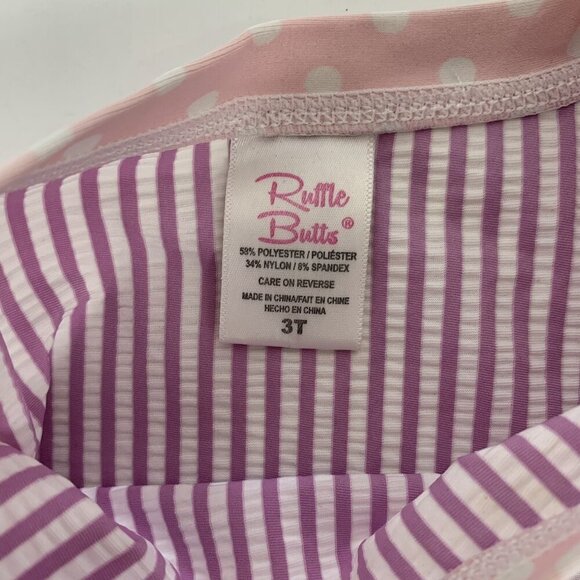 Ruffle
Butts®
58% POLYESTER / POLIÉSTER
34% NYLON / 8% SPANDEX
CARE ON REVERSE
MADE IN CHINA/FAIT EN CHINE
HECHO EN CHINA
3T